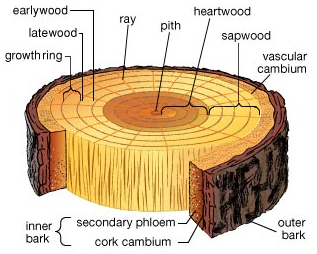 earlywood
latewood
growth ring
ray
pith
heartwood
sapwood
vascular
cambium
inner
bark
secondary phloem
cork cambium
outer
bark